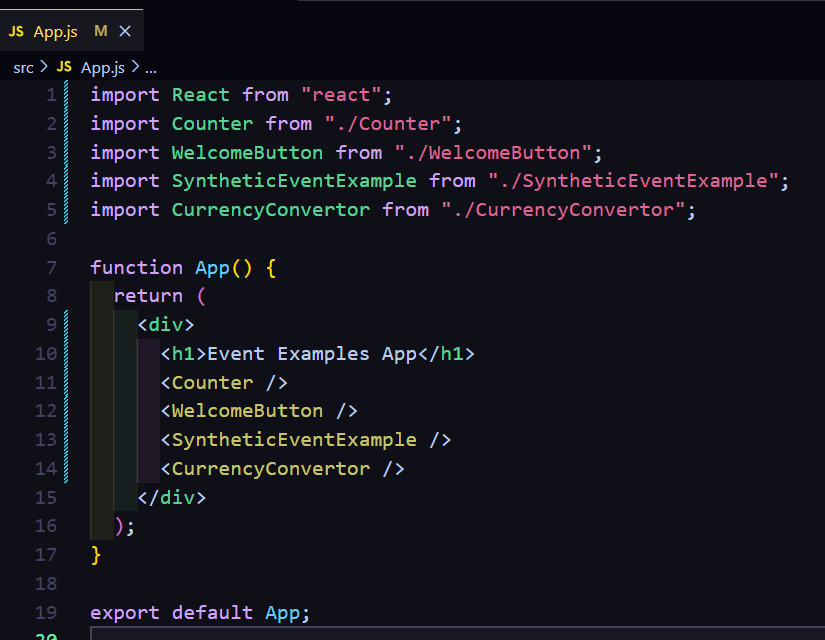 JS App.js M ×
src > JS App.js > ...
1 import React from "react";
2 import Counter from "./Counter";
3 import WelcomeButton from "./WelcomeButton";
4 import SyntheticEventExample from "./SyntheticEventExample";
5 import CurrencyConvertor from "./CurrencyConvertor";
6
7 function App() {
8   return (
9     <div>
10       <h1>Event Examples App</h1>
11       <Counter />
12       <WelcomeButton />
13       <SyntheticEventExample />
14       <CurrencyConvertor />
15     </div>
16   );
17 }
18
19 export default App;
20